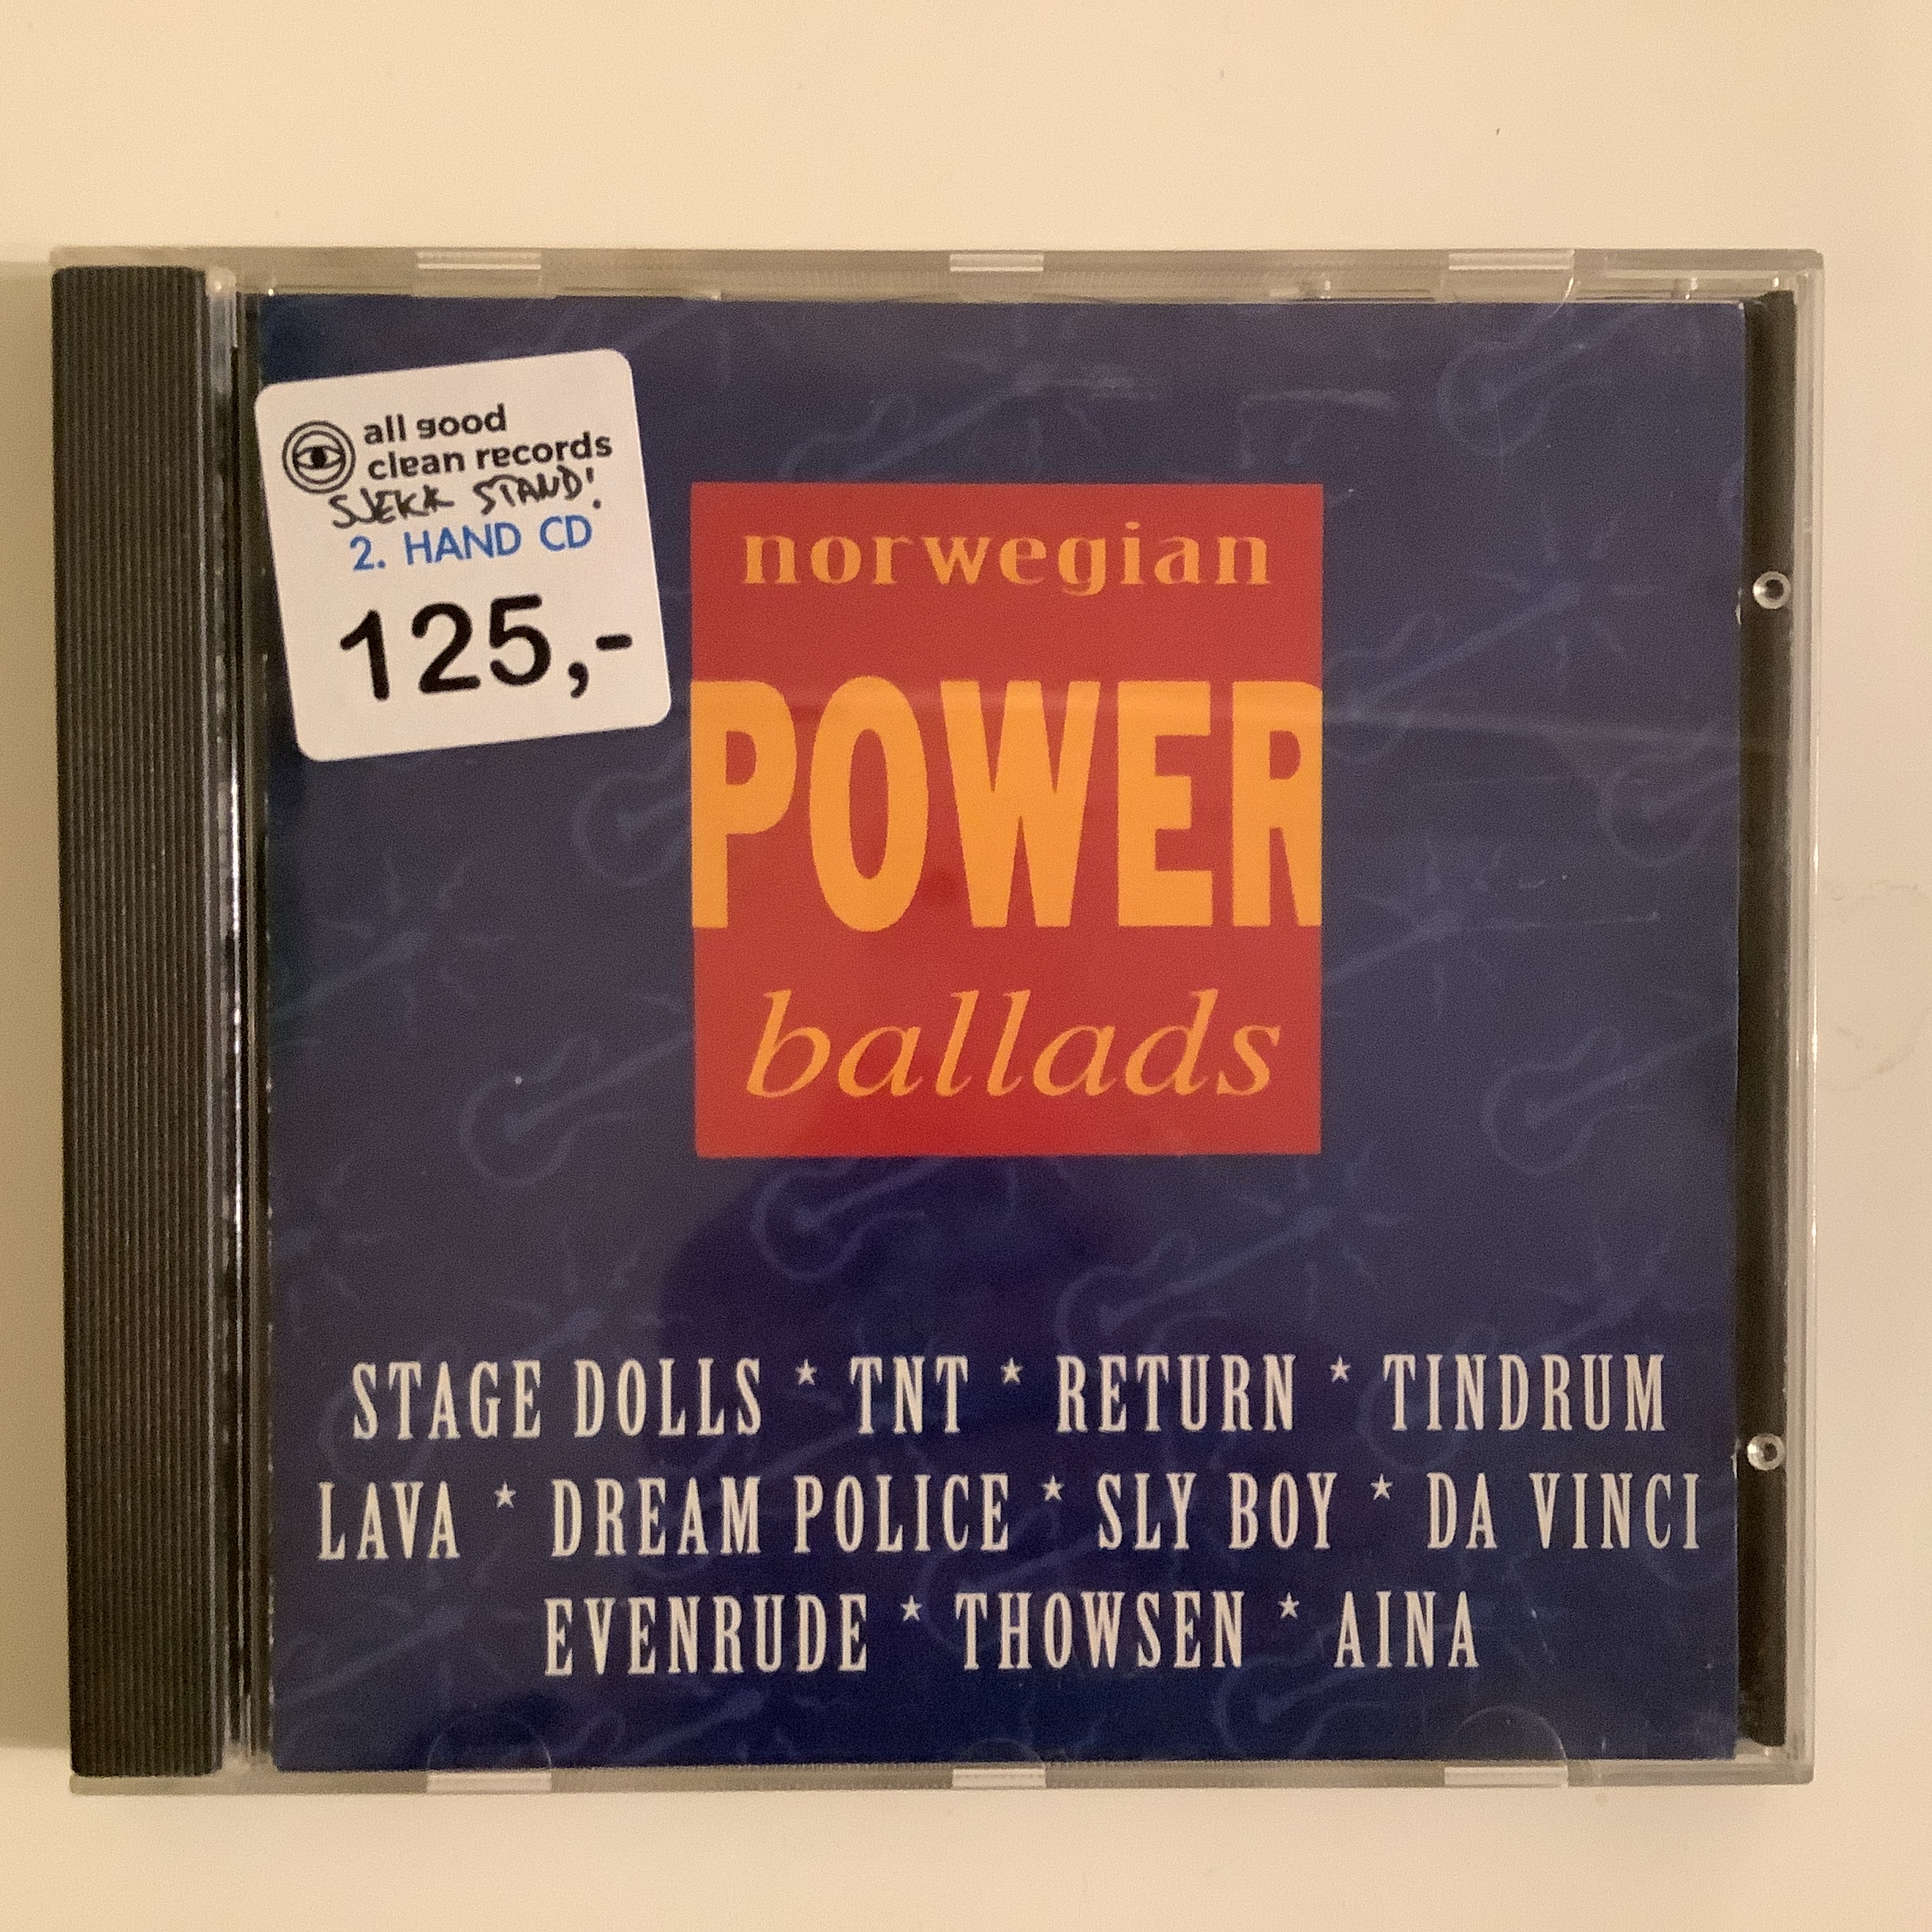 all good
clean records
SJEKK STAND!
2. HAND CD
125,-
norwegian
POWER
ballads
STAGE DOLLS * TNT * RETURN * TINDRUM
LAVA * DREAM POLICE * SLY BOY * DA VINCI
EVENRUDE * THOWSEN * AINA